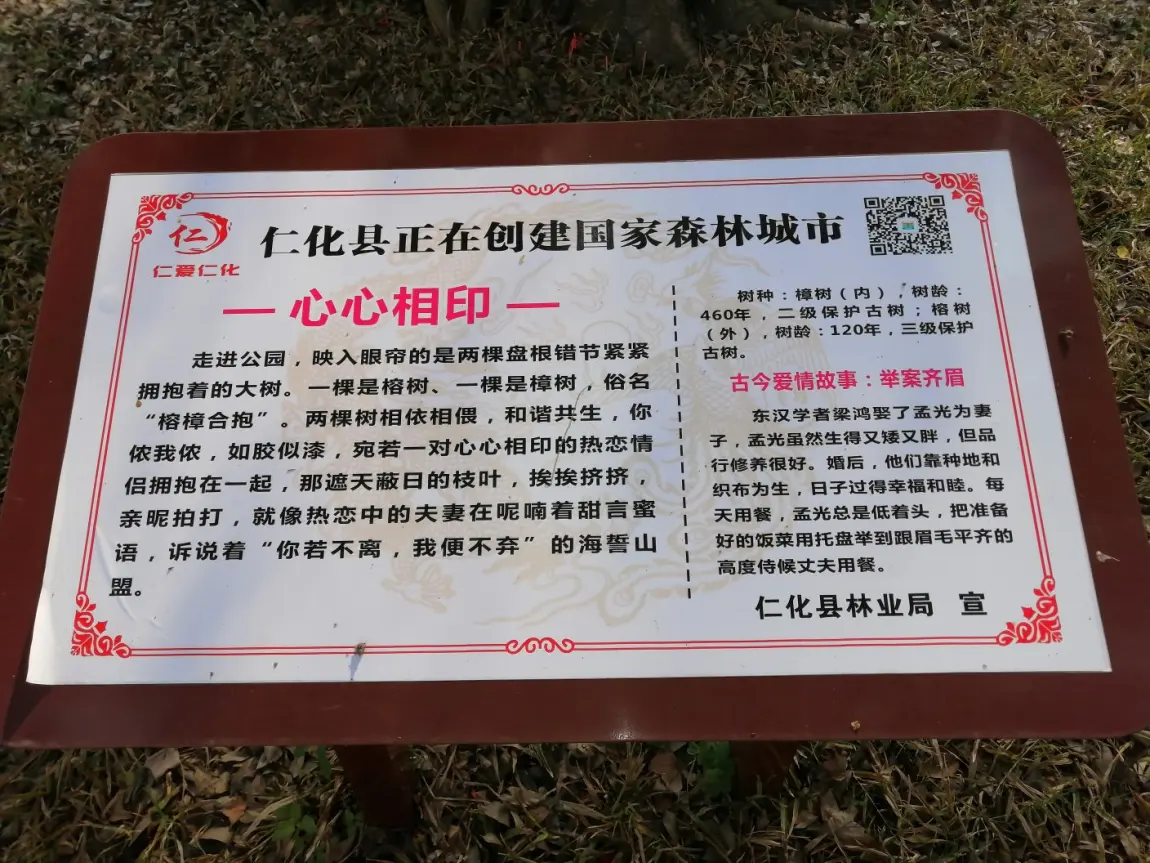 仁爱仁化
仁化县正在创建国家森林城市
心心相印
走进公园，映入眼帘的是两棵盘根错节紧紧
拥抱着的大树。一棵是榕树、一棵是樟树，俗名
“榕樟合抱”。两棵树相依相偎，和谐共生，你
侬我侬，如胶似漆，宛若一对心心相印的热恋情
侣拥抱在一起，那遮天蔽日的枝叶，挨挨挤挤，
亲昵拍打，就像热恋中的夫妻在呢喃着甜言蜜
语，诉说着“你若不离，我便不弃”的海誓山
盟。
树种：樟树（内），树龄：
460年，二级保护古树；榕树
（外），树龄：120年，三级保护
古树。
古今爱情故事：举案齐眉
东汉学者梁鸿娶了孟光为妻
子，孟光虽然生得又矮又胖，但品
行修养很好。婚后，他们靠种地和
织布为生，日子过得幸福和睦。每
天用餐，孟光总是低着头，把准备
好的饭菜用托盘举到跟眉毛平齐的
高度侍候丈夫用餐。
仁化县林业局 宣